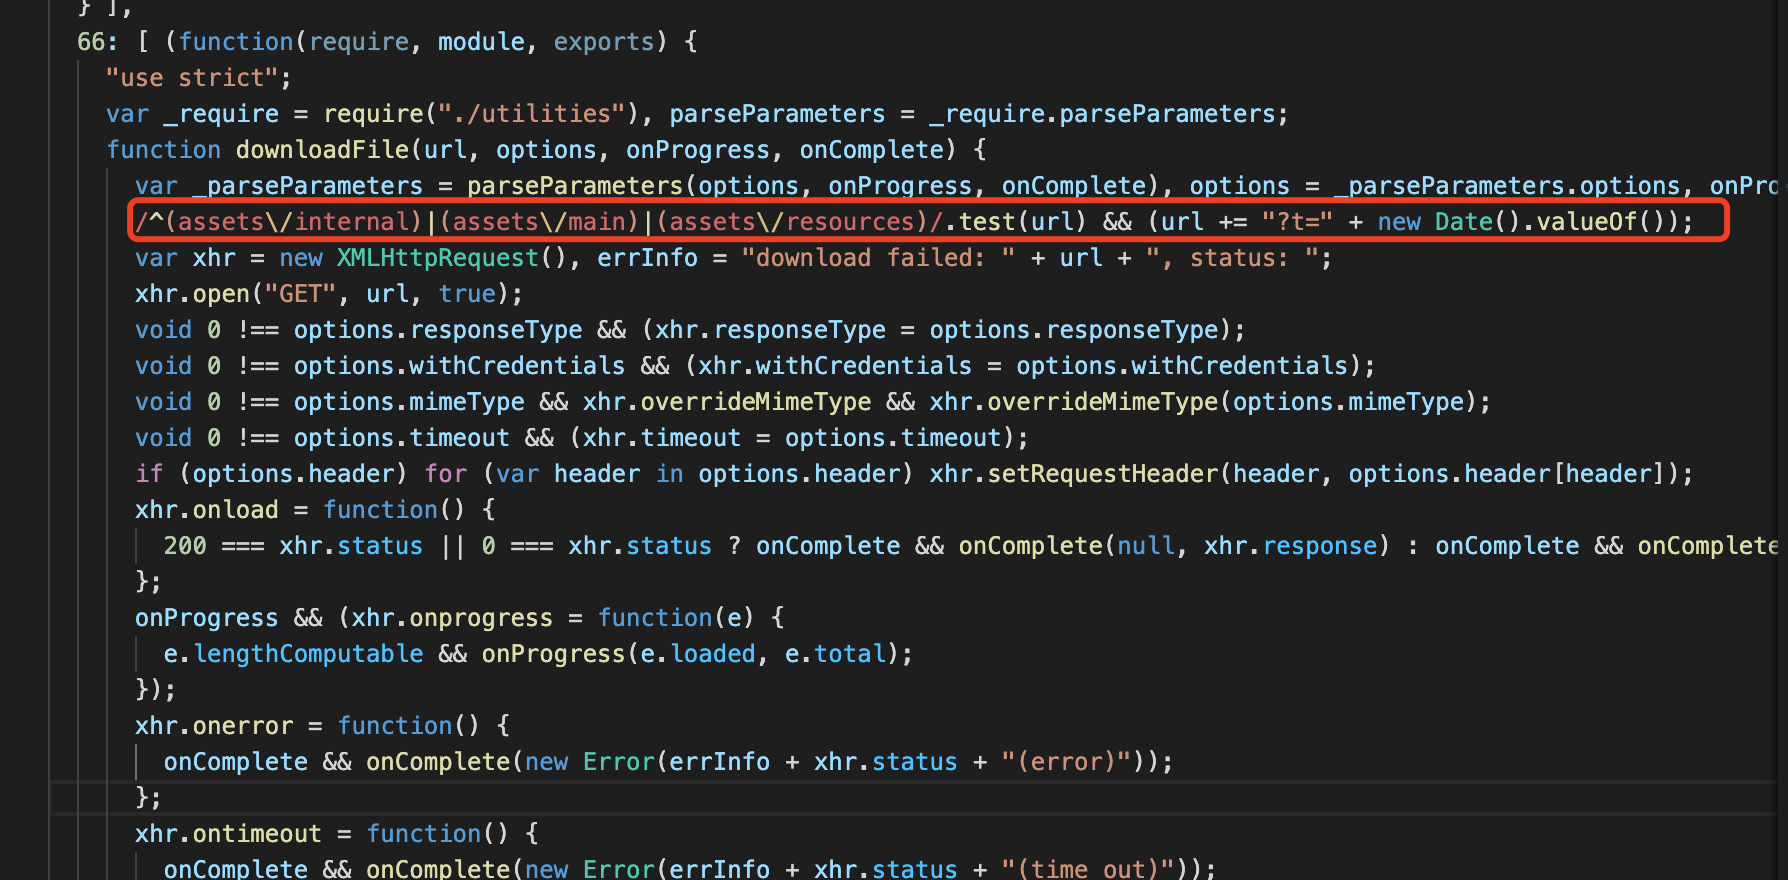 } ],
66: [ (function(require, module, exports) {
"use strict";
var _require = require("./utilities"), parseParameters = _require.parseParameters;
function downloadFile(url, options, onProgress, onComplete) {
var _parseParameters = parseParameters(options, onProgress, onComplete), options = _parseParameters.options, onPro
/^(assets\/internal)|(assets\/main)|(assets\/resources)/.test(url) && (url += "?t=" + new Date().valueOf());
var xhr = new XMLHttpRequest(), errInfo = "download failed: " + url + ", status: ";
xhr.open("GET", url, true);
void 0 !== options.responseType && (xhr.responseType = options.responseType);
void 0 !== options.withCredentials && (xhr.withCredentials = options.withCredentials);
void 0 !== options.mimeType && xhr.overrideMimeType && xhr.overrideMimeType(options.mimeType);
void 0 !== options.timeout && (xhr.timeout = options.timeout);
if (options.header) for (var header in options.header) xhr.setRequestHeader(header, options.header[header]);
xhr.onload = function() {
200 === xhr.status || 0 === xhr.status ? onComplete && onComplete(null, xhr.response) : onComplete && onComplete
};
onProgress && (xhr.onprogress = function(e) {
e.lengthComputable && onProgress(e.loaded, e.total);
});
xhr.onerror = function() {
onComplete && onComplete(new Error(errInfo + xhr.status + "(error)"));
};
xhr.ontimeout = function() {
onComplete && onComplete(new Error(errInfo + xhr.status + "(time out)"));